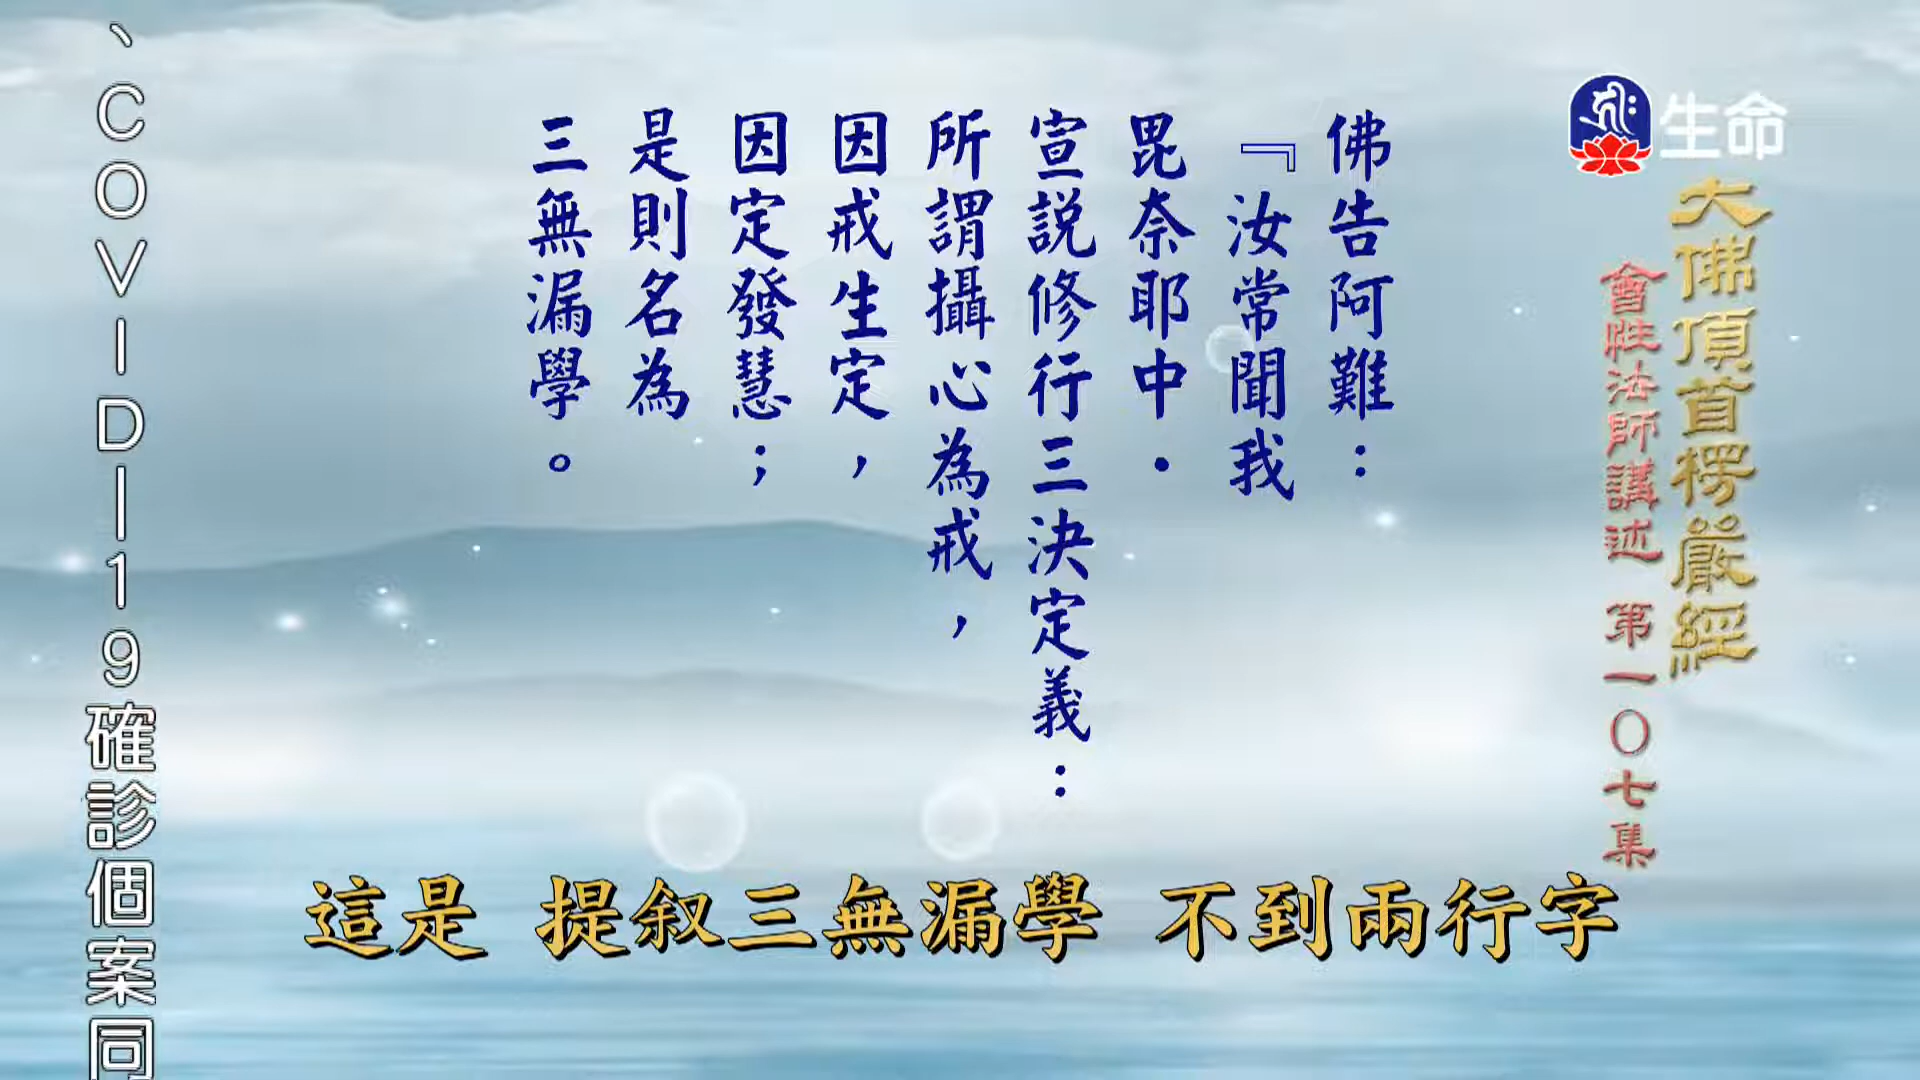 生命
大佛頂首楞嚴經
會性法師講述 第一〇七集
佛告阿難：
『汝常聞我
毘奈耶中．
宣説修行三決定義：
所謂攝心為戒，
因戒生定，
因定發慧；
是則名為
三無漏學。
、COVID－19確診個案同
這是 提叙三無漏學 不到兩行字